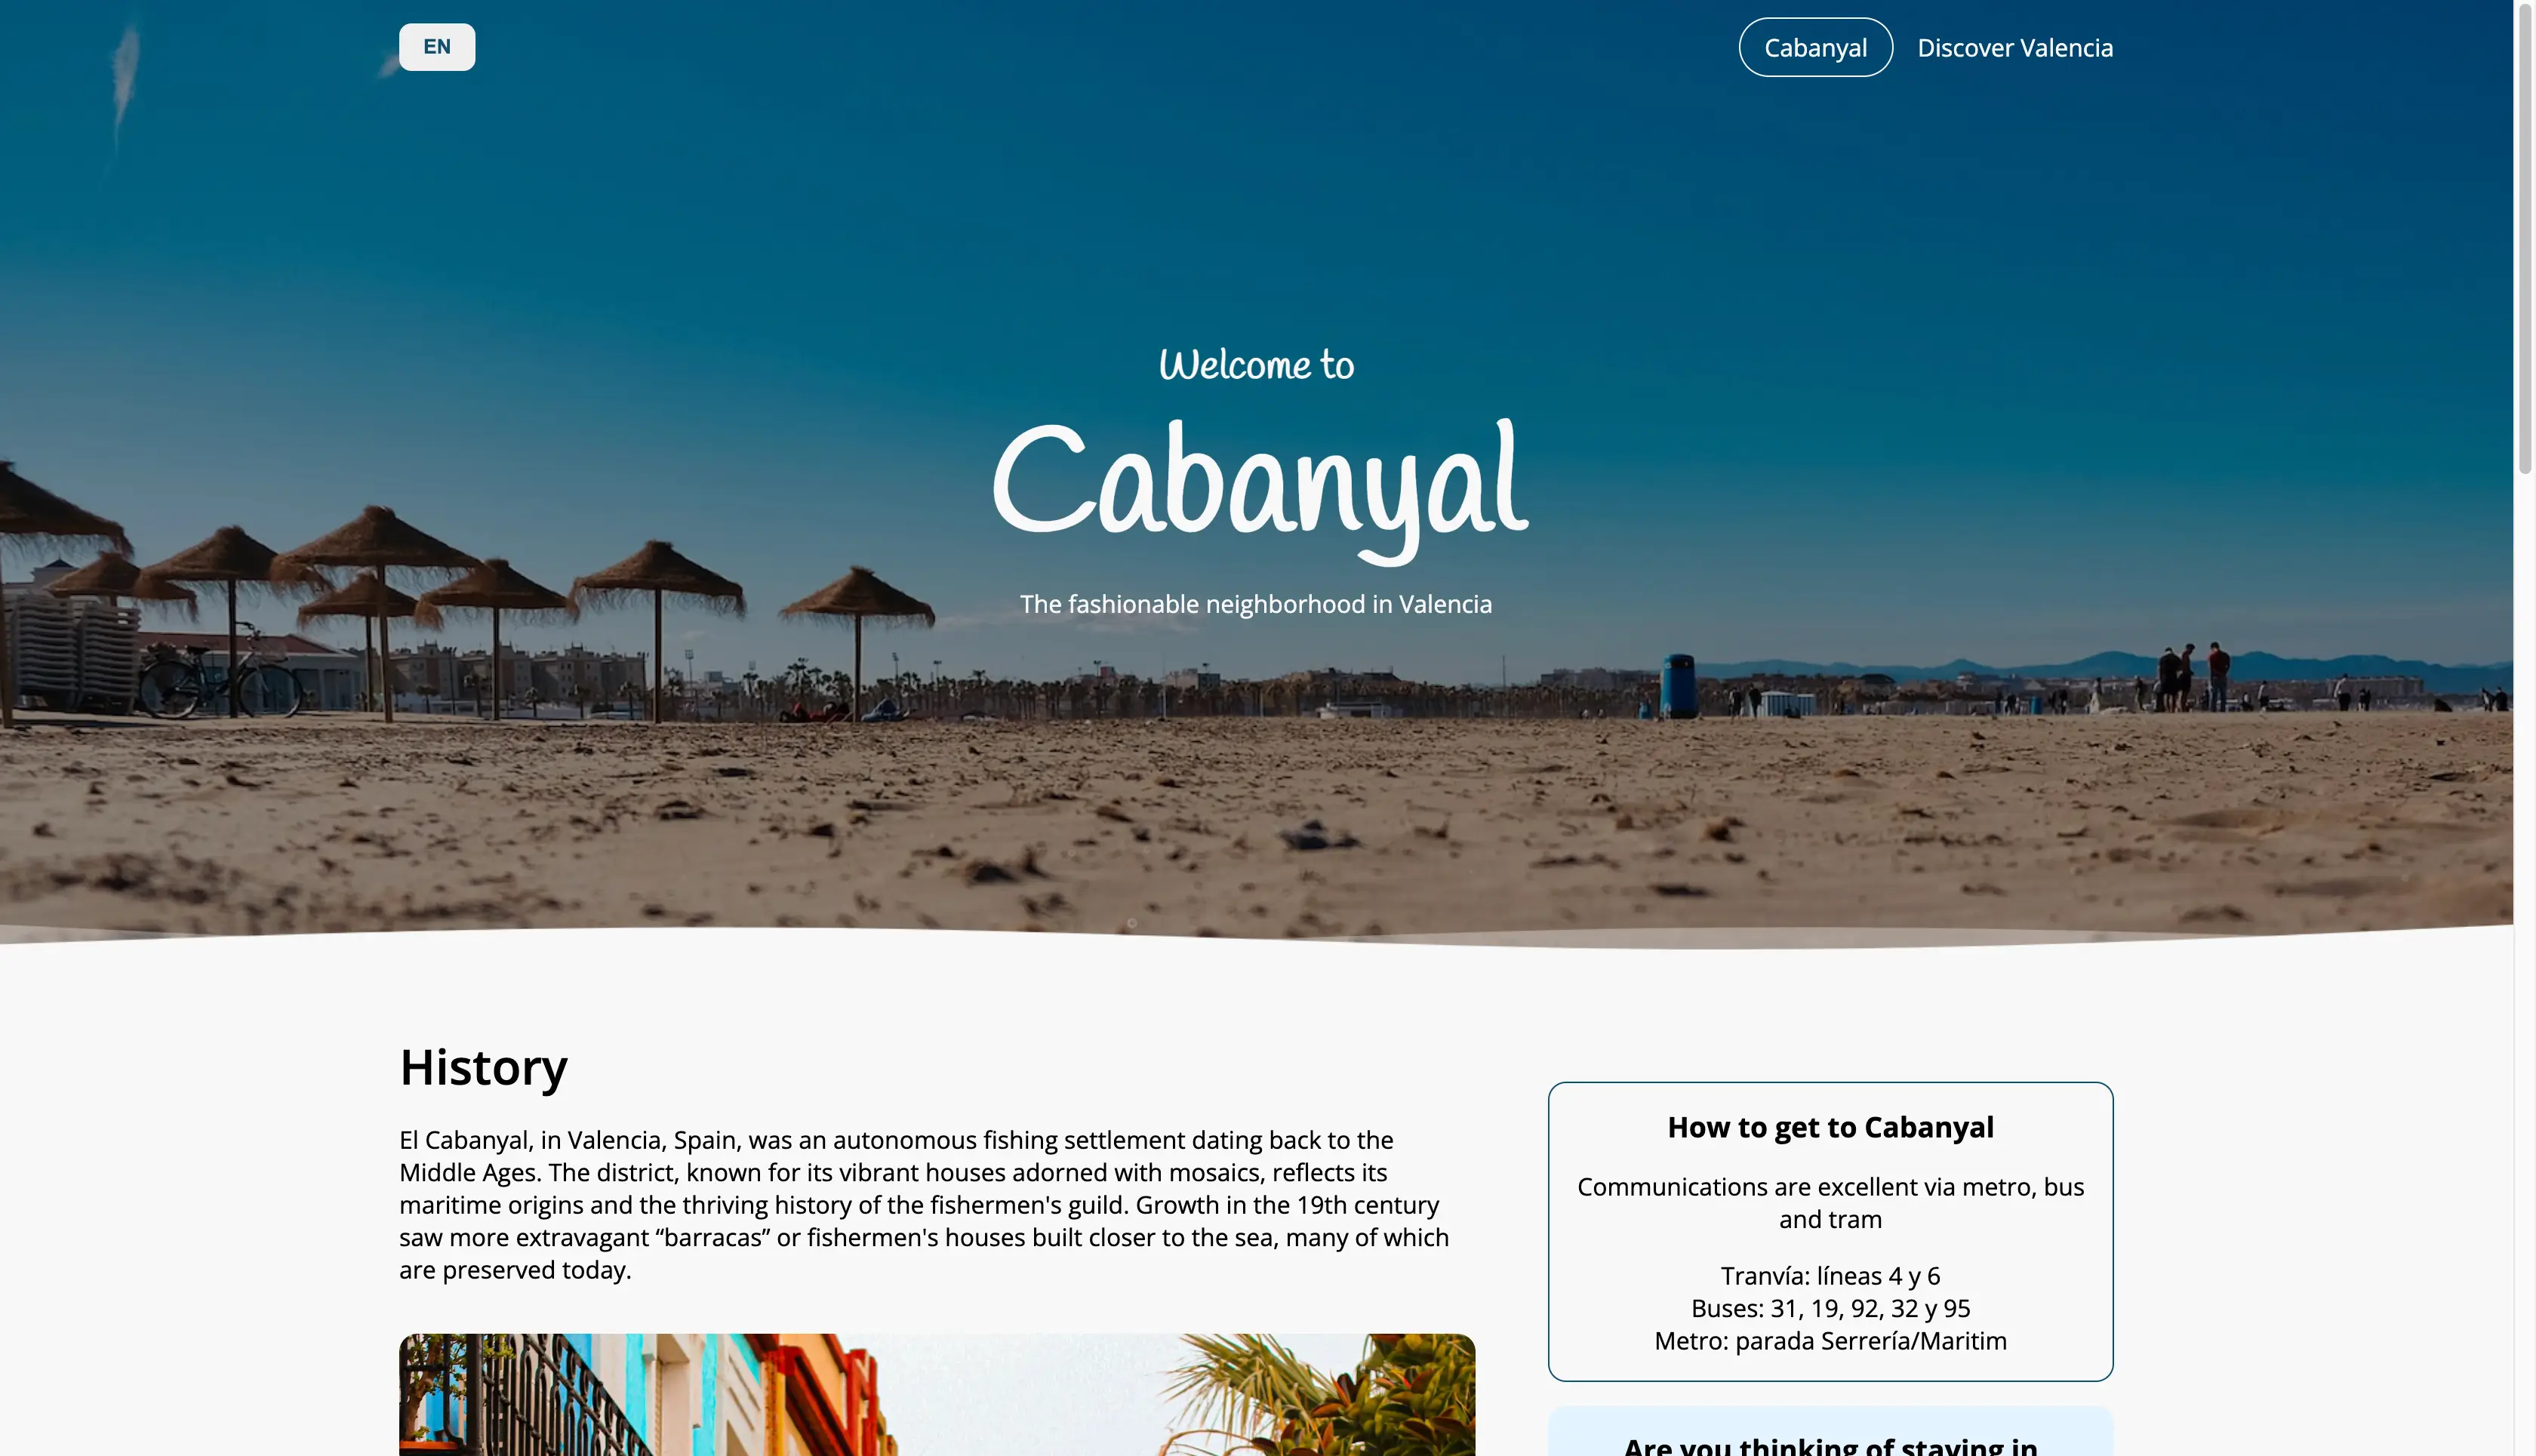 EN
Cabanyal
Discover Valencia
Welcome to
Cabanyal
The fashionable neighborhood in Valencia
History
El Cabanyal, in Valencia, Spain, was an autonomous fishing settlement dating back to the
Middle Ages. The district, known for its vibrant houses adorned with mosaics, reflects its
maritime origins and the thriving history of the fishermen's guild. Growth in the 19th century
saw more extravagant “barracas” or fishermen's houses built closer to the sea, many of which
are preserved today.
How to get to Cabanyal
Communications are excellent via metro, bus
and tram
Tranvía: líneas 4 y 6
Buses: 31, 19, 92, 32 y 95
Metro: parada Serrería/Maritim
Are you thinking of staying in